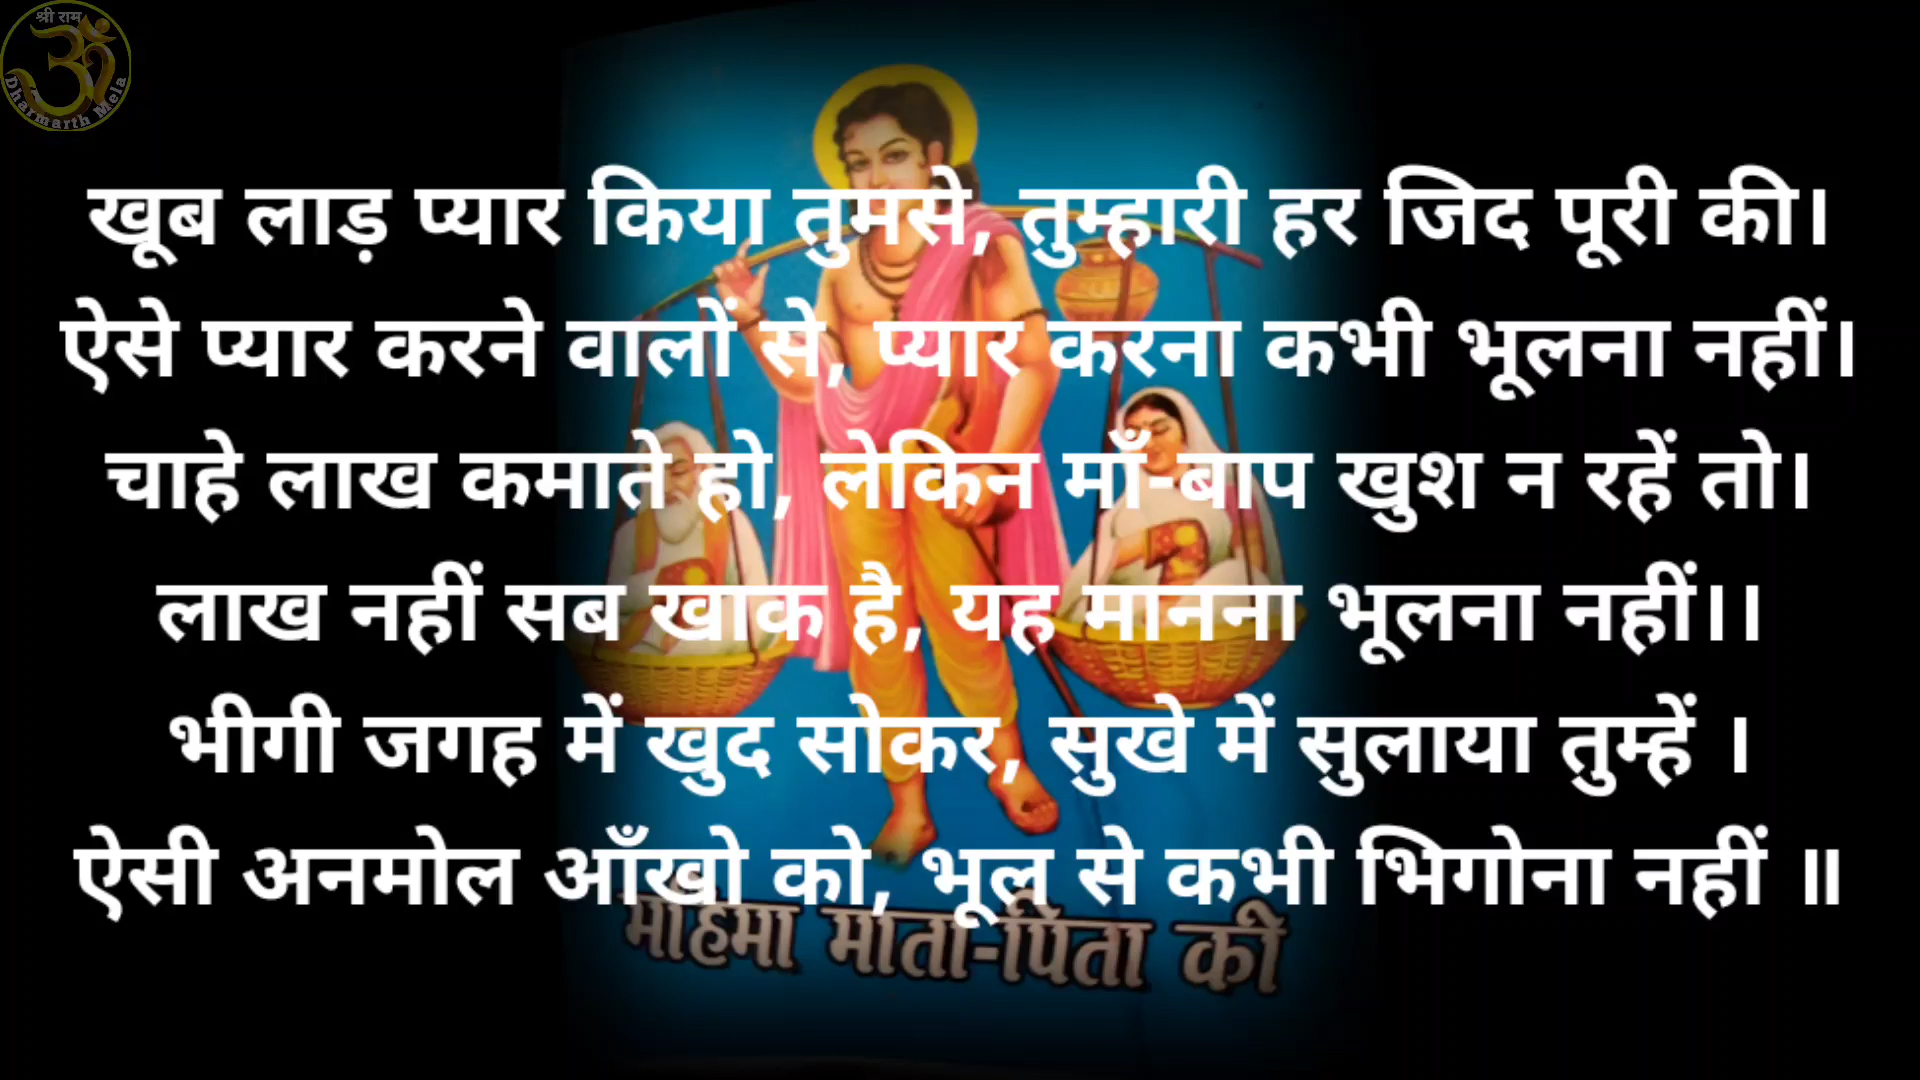 श्री राम
ॐ
Dharmarth Mela
खूब लाड़ प्यार किया तुमसे, तुम्हारी हर जिद पूरी की।
ऐसे प्यार करने वालों से, प्यार करना कभी भूलना नहीं।
चाहे लाख कमाते हो, लेकिन माँ-बाप खुश न रहें तो।
लाख नहीं सब खाक है, यह मानना भूलना नहीं।।
भीगी जगह में खुद सोकर, सुखे में सुलाया तुम्हें ।
ऐसी अनमोल आँखो को, भूल से कभी भिगोना नहीं ॥
महिमा माता-पिता की